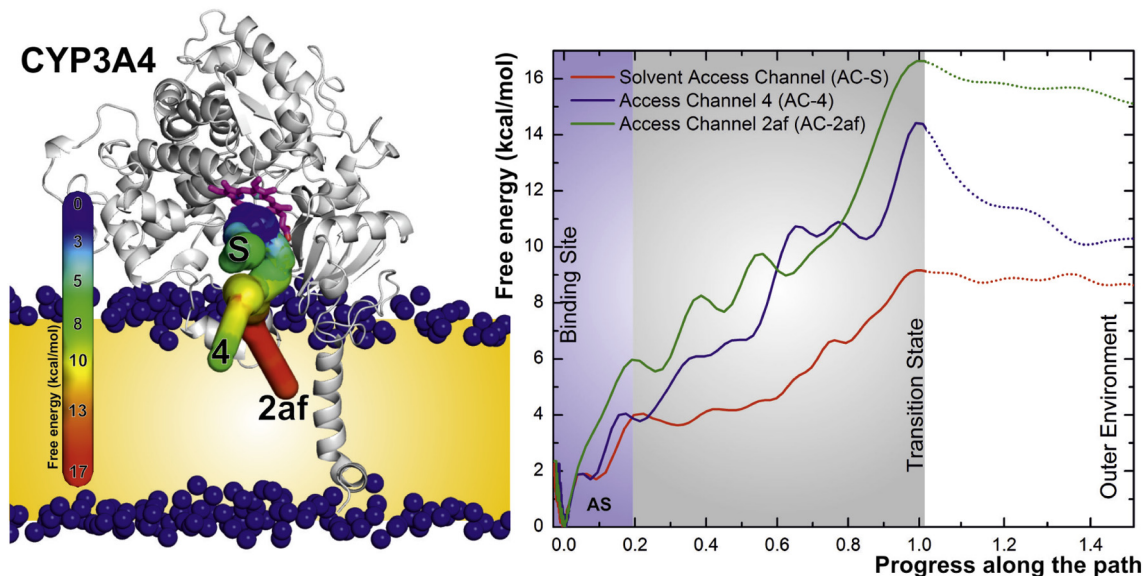 CYP3A4
S
4
2af
Free energy (kcal/mol)
0
3
5
8
10
13
17
Free energy (kcal/mol)
16
14
12
10
8
6
4
2
0
Solvent Access Channel (AC-S)
Access Channel 4 (AC-4)
Access Channel 2af (AC-2af)
Binding Site
AS
Transition State
Outer Environment
0.0 0.2 0.4 0.6 0.8 1.0 1.2 1.4
Progress along the path